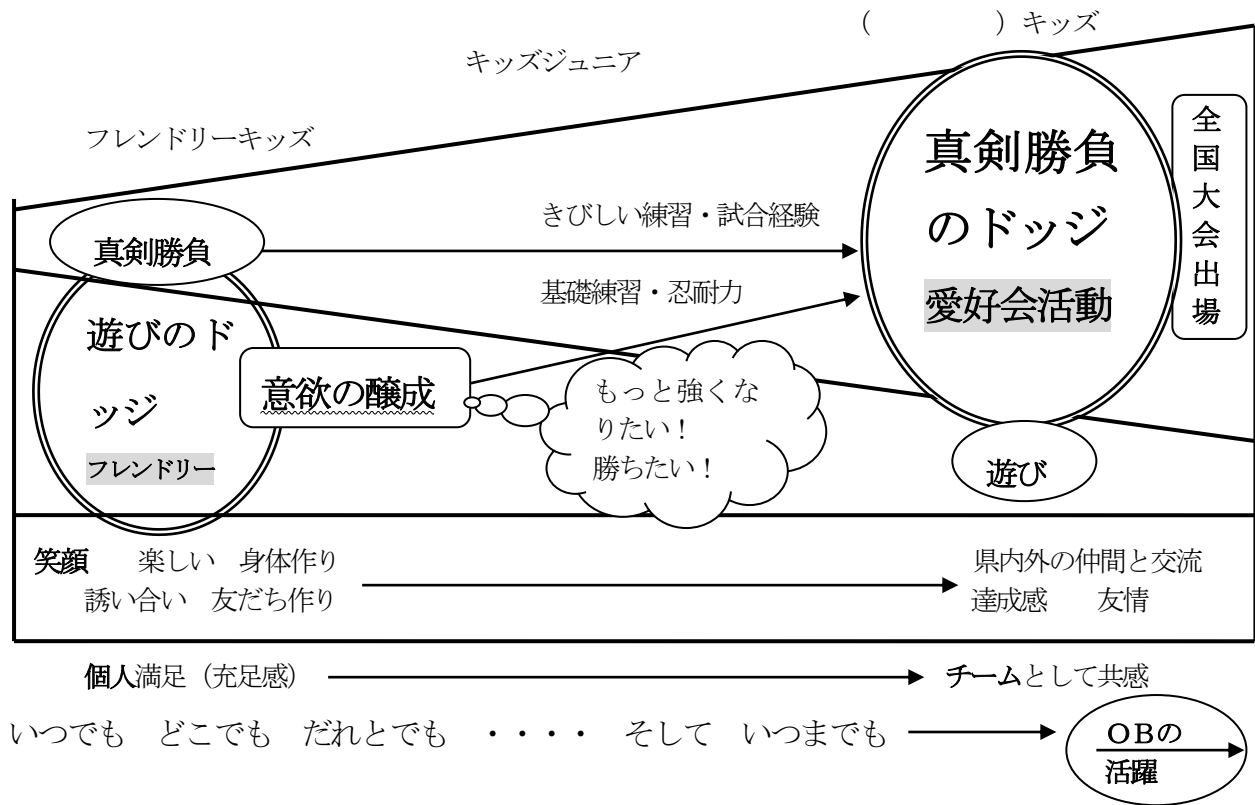 （　　　　）キッズ
キッズジュニア
フレンドリーキッズ
真剣勝負
のドッジ
愛好会活動
全国大会出場
きびしい練習・試合経験
真剣勝負
基礎練習・忍耐力
遊びのド
ッジ
フレンドリー
意欲の醸成
もっと強くな
りたい！
勝ちたい！
遊び
笑顔　楽しい　身体作り
誘い合い　友だち作り
県内外の仲間と交流
達成感　友情
個人満足（充足感）
チームとして共感
いつでも　どこでも　だれとでも　・・・・　そして　いつまでも
ＯＢの
活躍